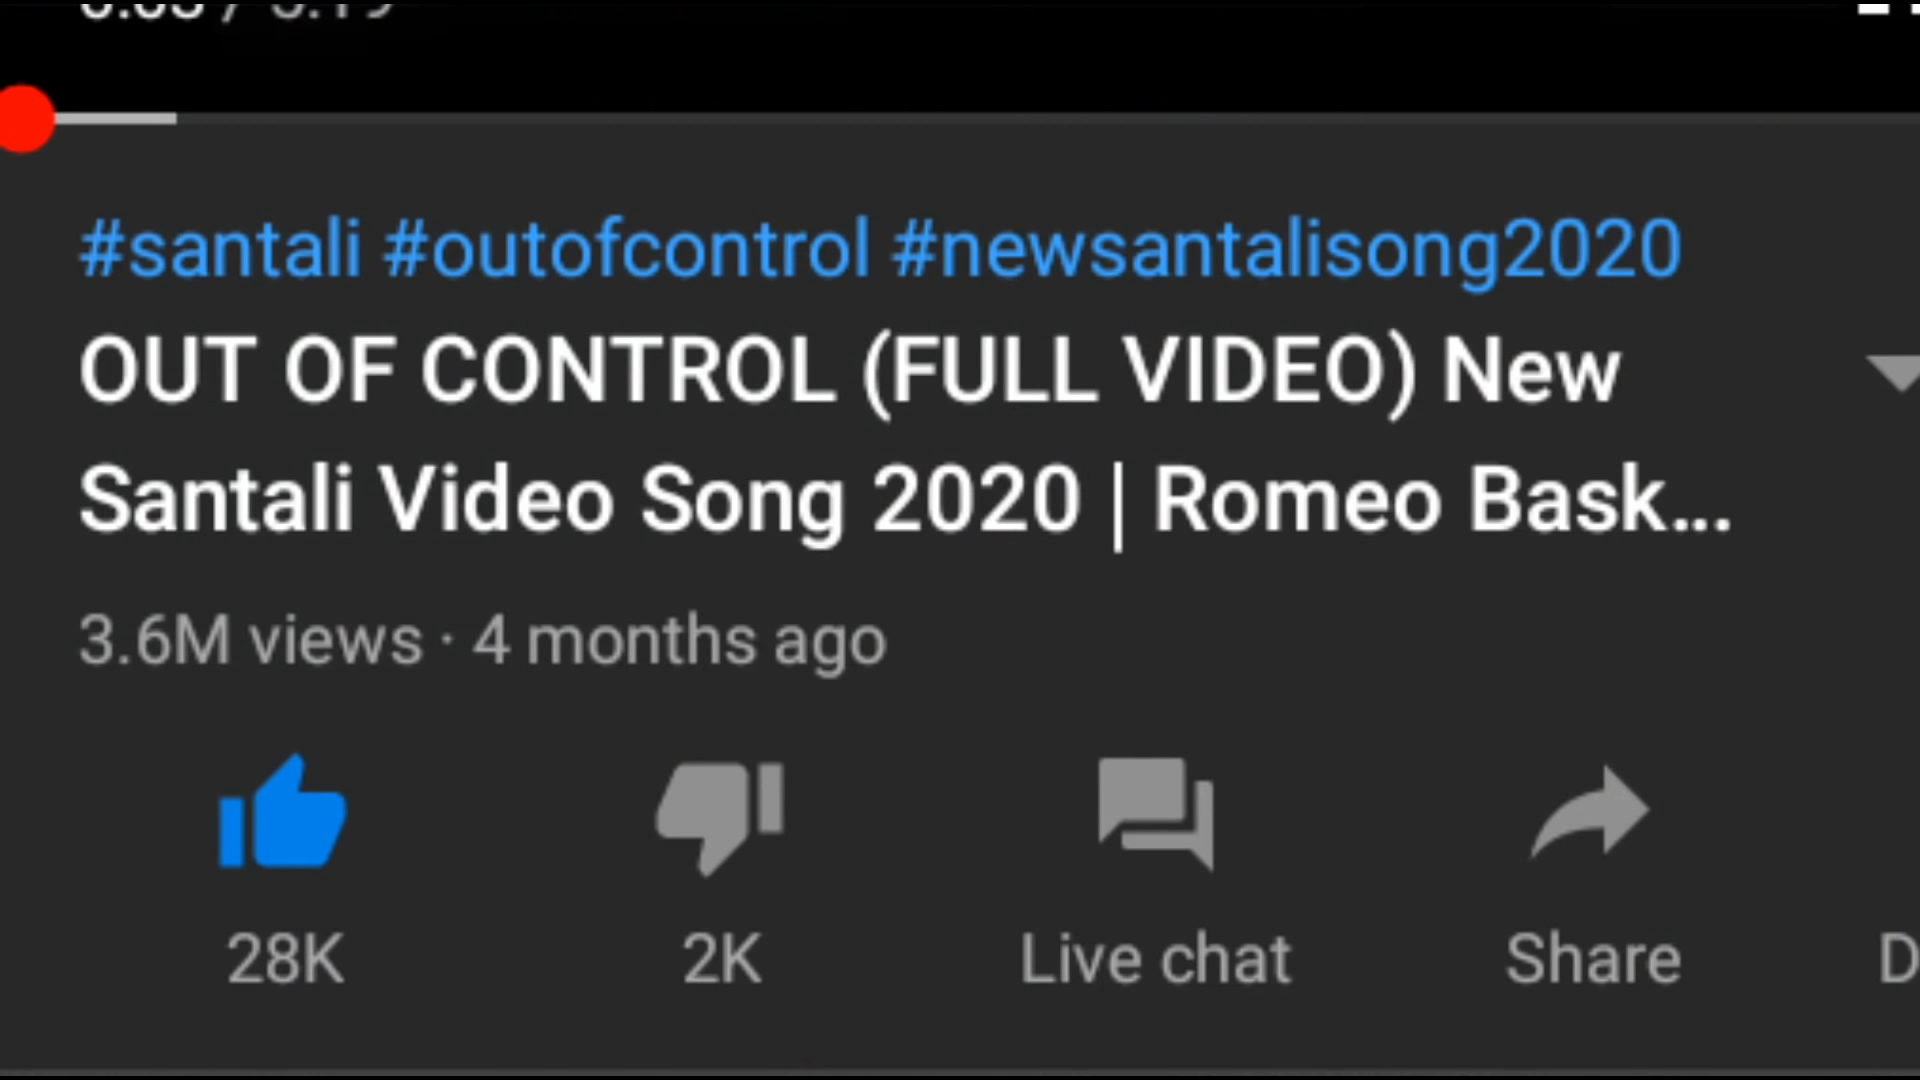 #santali #outofcontrol #newsantalisong2020
OUT OF CONTROL (FULL VIDEO) New
Santali Video Song 2020 | Romeo Bask...
3.6M views · 4 months ago
28K
2K
Live chat
Share
D